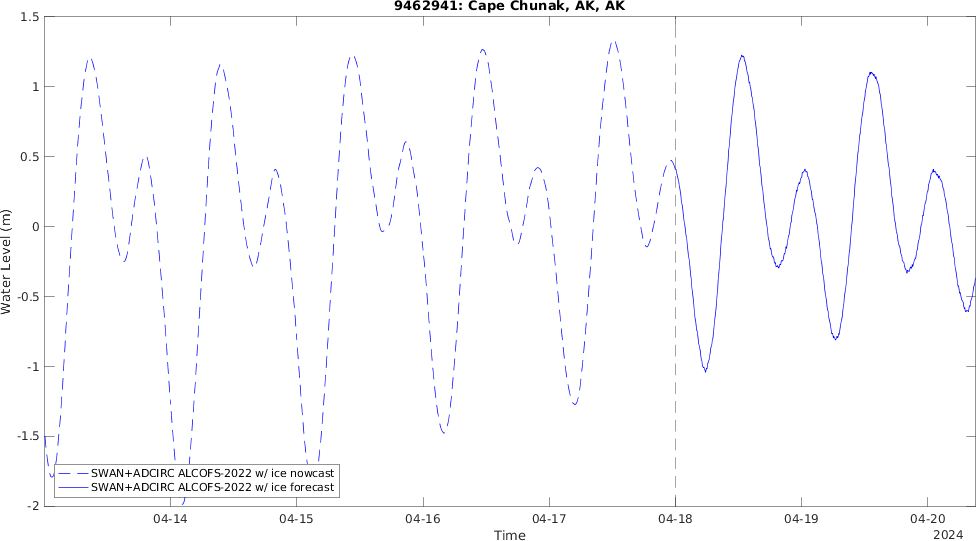 9462941: Cape Chunak, AK, AK
1.5
1
0.5
0
-0.5
-1
-1.5
-2
Water Level (m)
SWAN+ADCIRC ALCOFS-2022 w/ ice nowcast
SWAN+ADCIRC ALCOFS-2022 w/ ice forecast
04-14 04-15 04-16 04-17 04-18 04-19 04-20
Time
2024